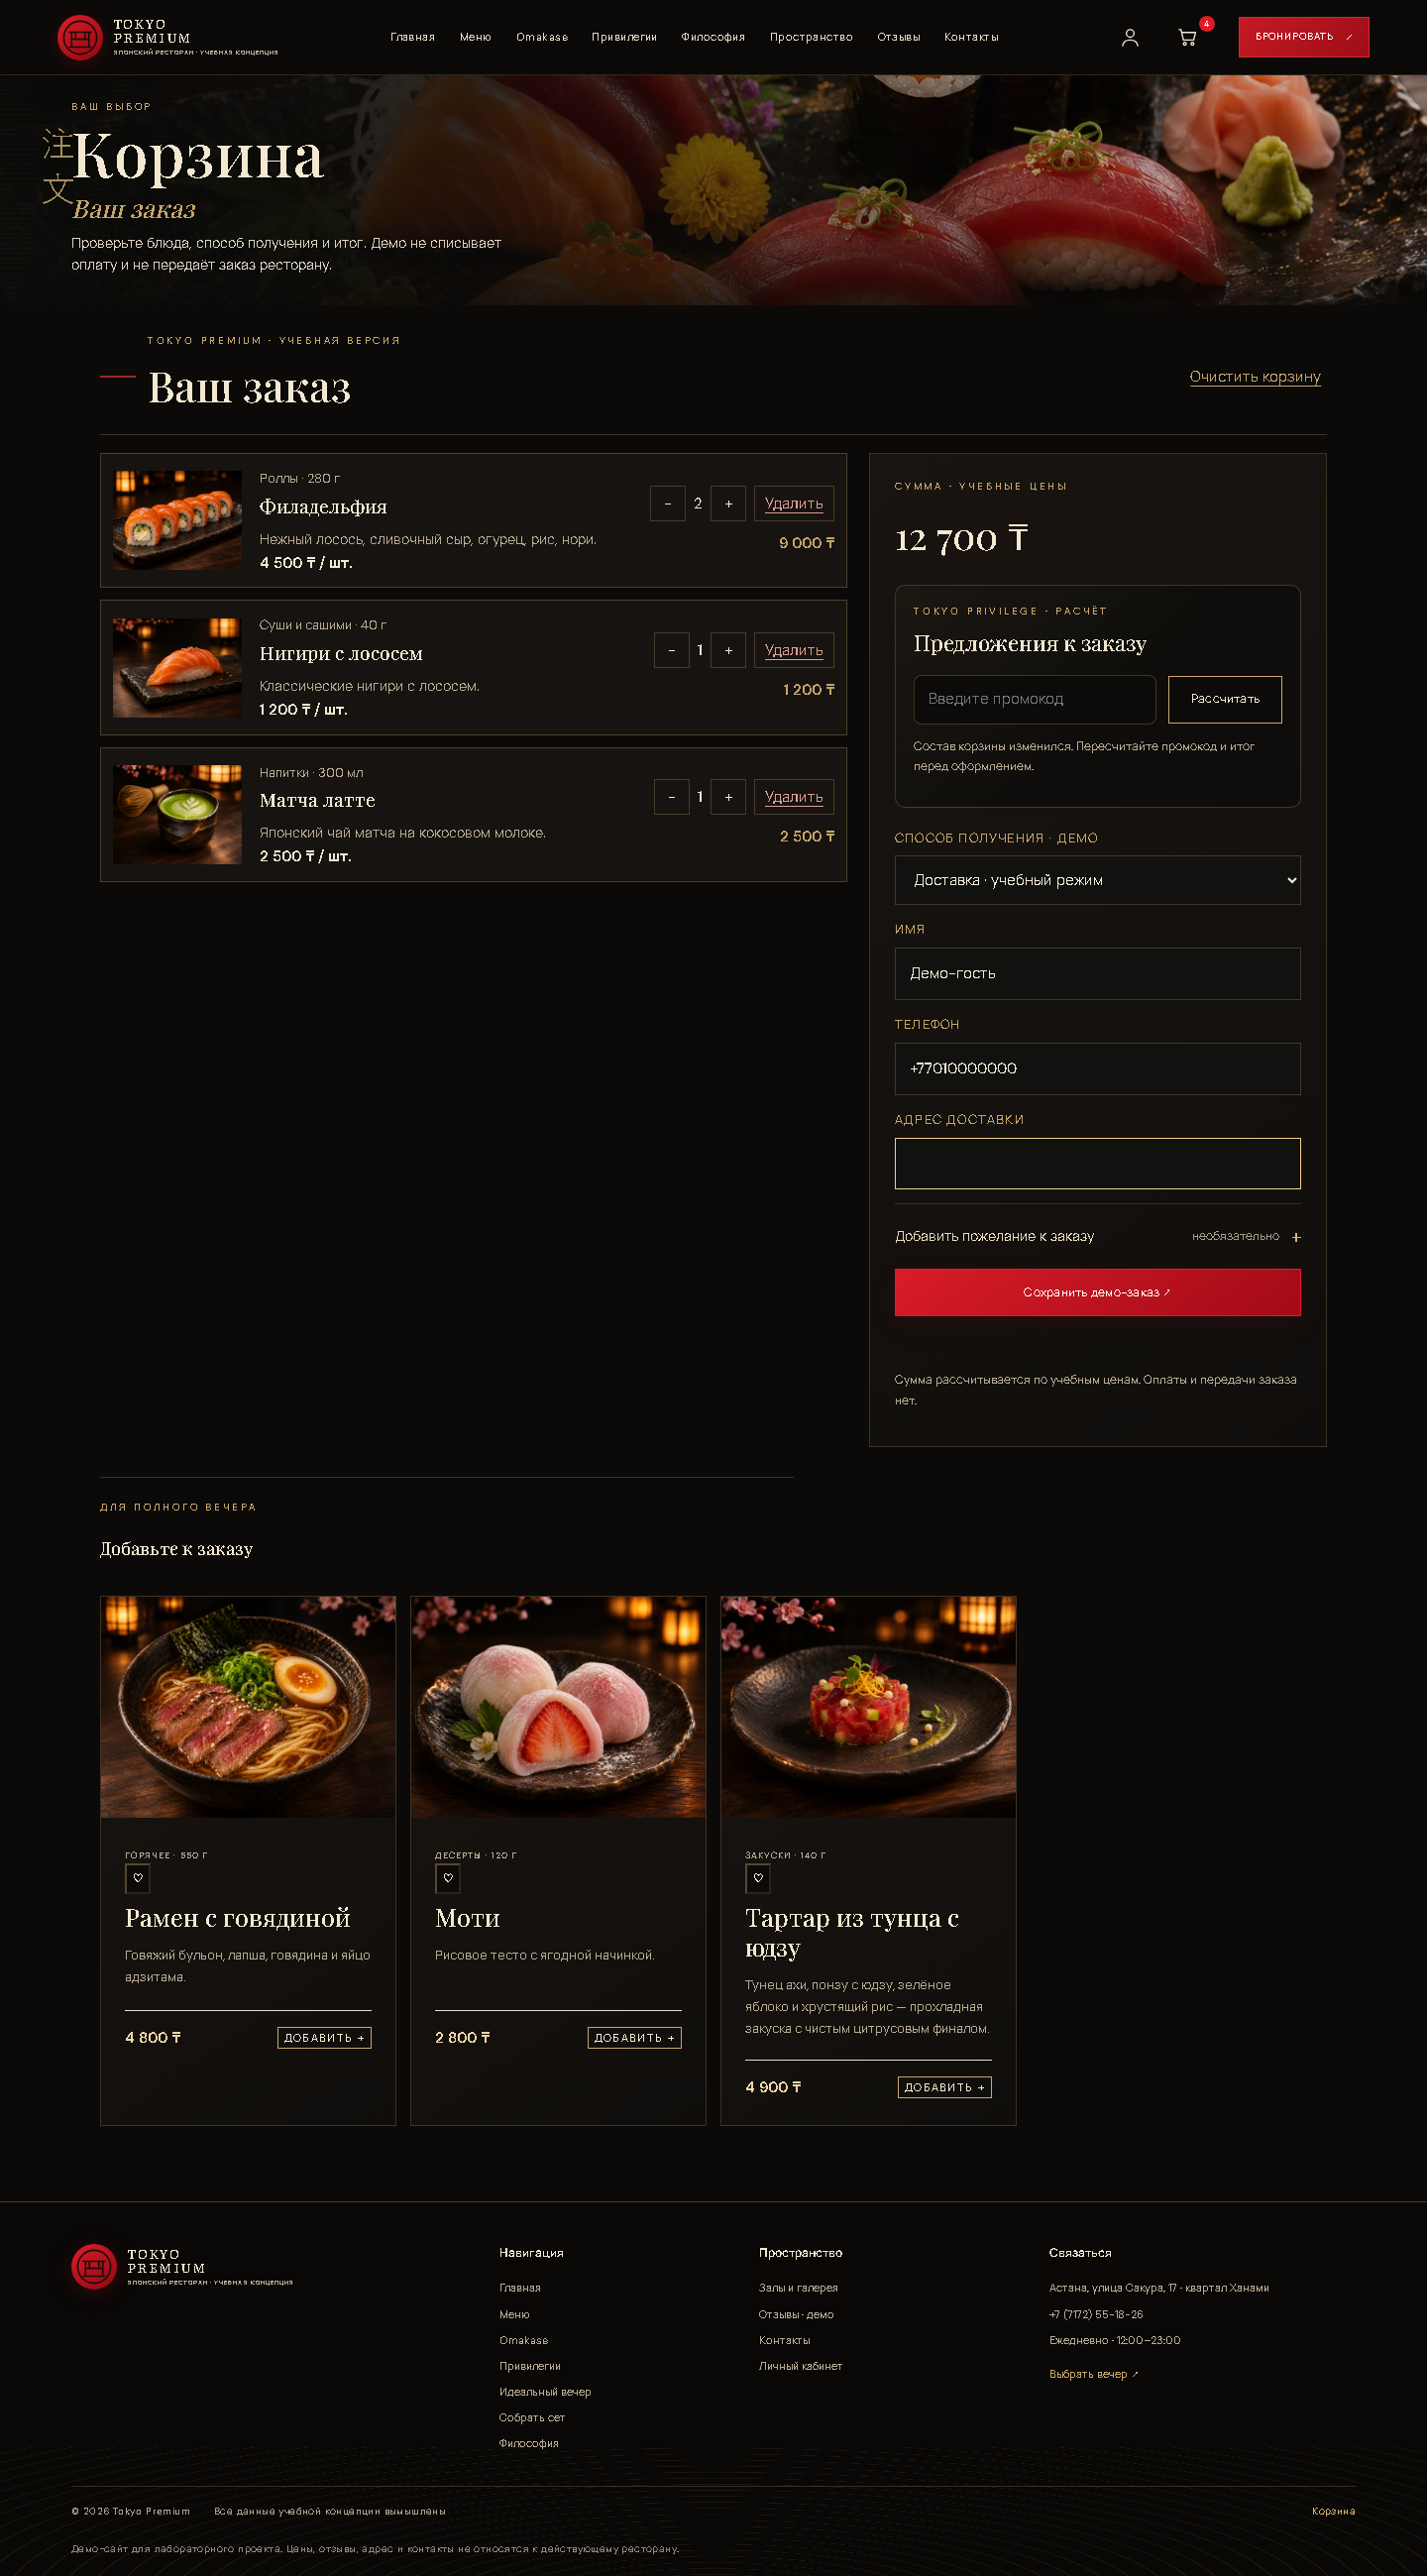 TOKYO
PREMIUM
ЯПОНСКИЙ РЕСТОРАН · УЧЕБНАЯ КОНЦЕПЦИЯ
Главная
Меню
Omakase
Привилегии
Философия
Пространство
Отзывы
Контакты
4
БРОНИРОВАТЬ ↗
ВАШ ВЫБОР
注文
Корзина
Ваш заказ
Проверьте блюда, способ получения и итог. Демо не списывает
оплату и не передаёт заказ ресторану.
TOKYO PREMIUM · УЧЕБНАЯ ВЕРСИЯ
Ваш заказ
Очистить корзину
Роллы · 280 г
Филадельфия
Нежный лосось, сливочный сыр, огурец, рис, нори.
4 500 ₸ / шт.
− 2 + Удалить
9 000 ₸
Суши и сашими · 40 г
Нигири с лососем
Классические нигири с лососем.
1 200 ₸ / шт.
− 1 + Удалить
1 200 ₸
Напитки · 300 мл
Матча латте
Японский чай матча на кокосовом молоке.
2 500 ₸ / шт.
− 1 + Удалить
2 500 ₸
СУММА · УЧЕБНЫЕ ЦЕНЫ
12 700 ₸
TOKYO PRIVILEGE · РАСЧЁТ
Предложения к заказу
Введите промокод
Рассчитать
Состав корзины изменился. Пересчитайте промокод и итог
перед оформлением.
СПОСОБ ПОЛУЧЕНИЯ · ДЕМО
Доставка · учебный режим
ИМЯ
Демо-гость
ТЕЛЕФОН
+77010000000
АДРЕС ДОСТАВКИ
Добавить пожелание к заказу
необязательно +
Сохранить демо-заказ ↗
Сумма рассчитывается по учебным ценам. Оплаты и передачи заказа
нет.
ДЛЯ ПОЛНОГО ВЕЧЕРА
Добавьте к заказу
ГОРЯЧЕЕ · 550 Г
♡
Рамен с говядиной
Говяжий бульон, лапша, говядина и яйцо
адзитама.
4 800 ₸
ДОБАВИТЬ +
ДЕСЕРТЫ · 120 Г
♡
Моти
Рисовое тесто с ягодной начинкой.
2 800 ₸
ДОБАВИТЬ +
ЗАКУСКИ · 140 Г
♡
Тартар из тунца с
юдзу
Тунец ахи, понзу с юдзу, зелёное
яблоко и хрустящий рис — прохладная
закуска с чистым цитрусовым финалом.
4 900 ₸
ДОБАВИТЬ +
TOKYO
PREMIUM
ЯПОНСКИЙ РЕСТОРАН · УЧЕБНАЯ КОНЦЕПЦИЯ
Навигация
Главная
Меню
Omakase
Привилегии
Идеальный вечер
Собрать сет
Философия
Пространство
Залы и галерея
Отзывы · демо
Контакты
Личный кабинет
Связаться
Астана, улица Сакура, 17 · квартал Ханами
+7 (7172) 55-18-26
Ежедневно · 12:00–23:00
Выбрать вечер ↗
© 2026 Tokyo Premium
Все данные учебной концепции вымышлены
Корзина
Демо-сайт для лабораторного проекта. Цены, отзывы, адрес и контакты не относятся к действующему ресторану.